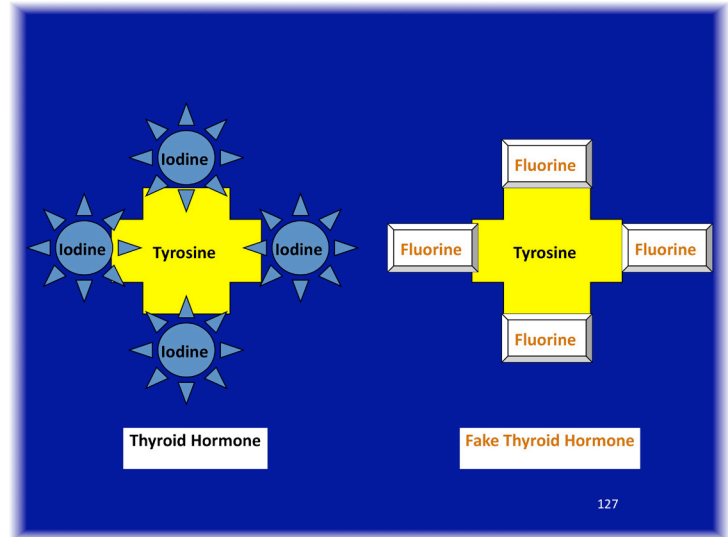 Iodine
Iodine
Tyrosine
Iodine
Iodine
Thyroid Hormone
Fluorine
Fluorine
Tyrosine
Fluorine
Fluorine
Fake Thyroid Hormone
127